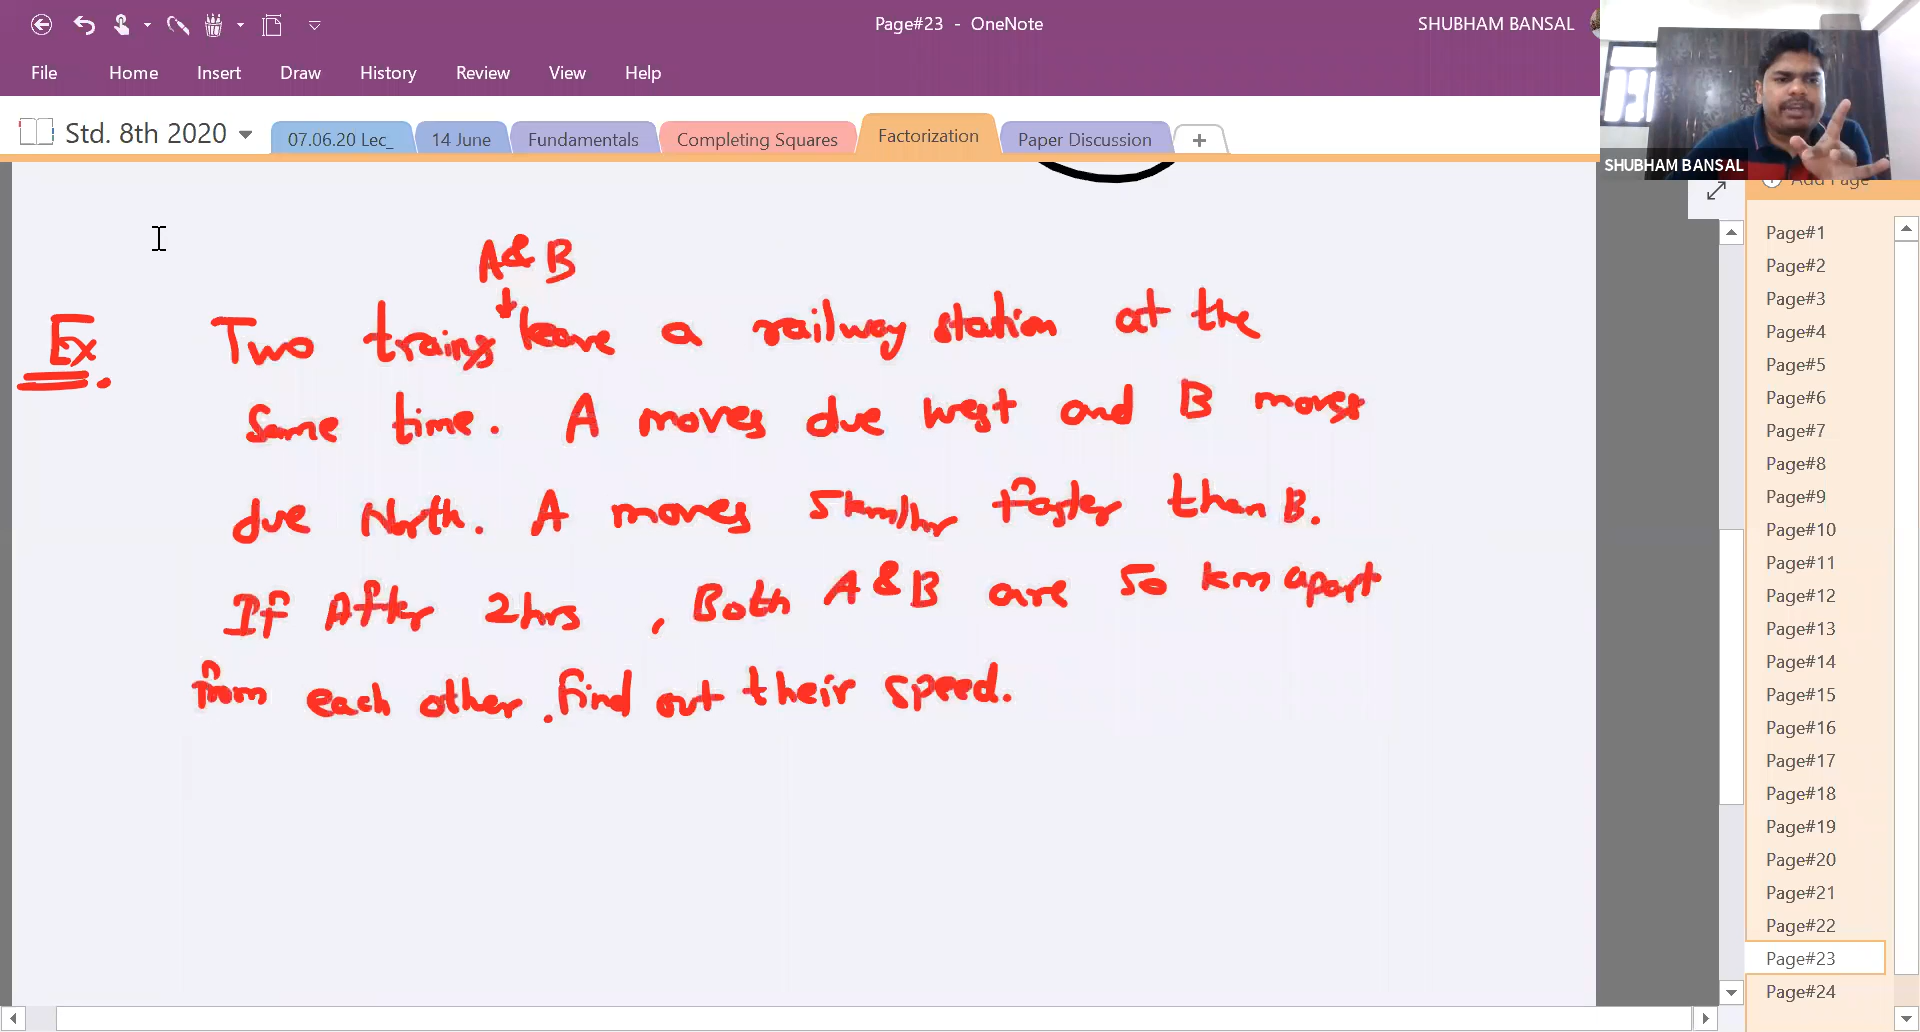 Page#23 - OneNote
SHUBHAM BANSAL
File Home Insert Draw History Review View Help
Std. 8th 2020
07.06.20 Lec_
14 June
Fundamentals
Completing Squares
Factorization
Paper Discussion
SHUBHAM BANSAL
Add Page
A & B
Ex. Two trains leave a railway station at the
same time. A moves due west and B moves
due North. A moves 5km/hr faster than B.
If After 2hrs, Both A & B are 50 km apart
from each other. Find out their speed.
Page#1
Page#2
Page#3
Page#4
Page#5
Page#6
Page#7
Page#8
Page#9
Page#10
Page#11
Page#12
Page#13
Page#14
Page#15
Page#16
Page#17
Page#18
Page#19
Page#20
Page#21
Page#22
Page#23
Page#24